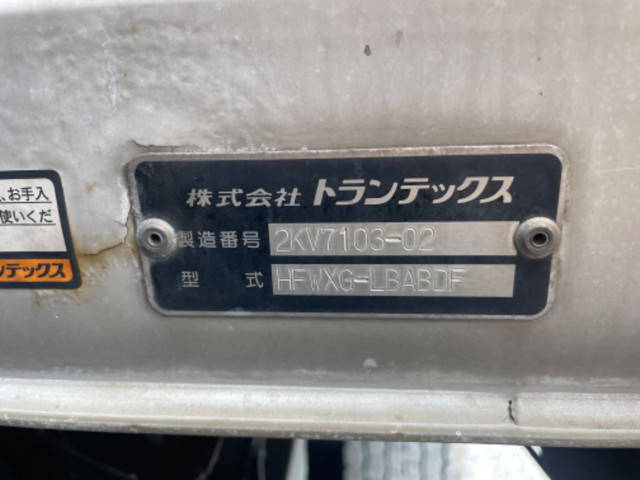 株式会社 トランテックス
製造番号 2KV7103-02
型式 HFWXG-LBABDF
お手入
使いくだ
ンテックス